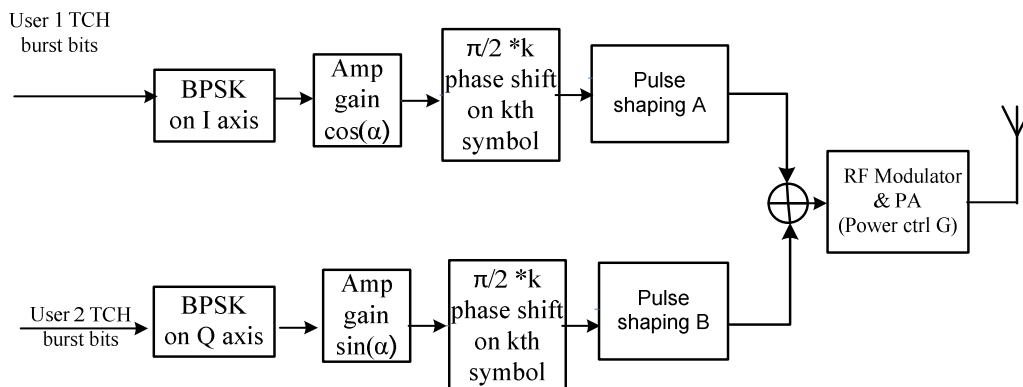 User 1 TCH
burst bits
BPSK
on I axis
Amp
gain
cos(α)
π/2 *k
phase shift
on kth
symbol
Pulse
shaping A
RF Modulator
& PA
(Power ctrl G)
User 2 TCH
burst bits
BPSK
on Q axis
Amp
gain
sin(α)
π/2 *k
phase shift
on kth
symbol
Pulse
shaping B